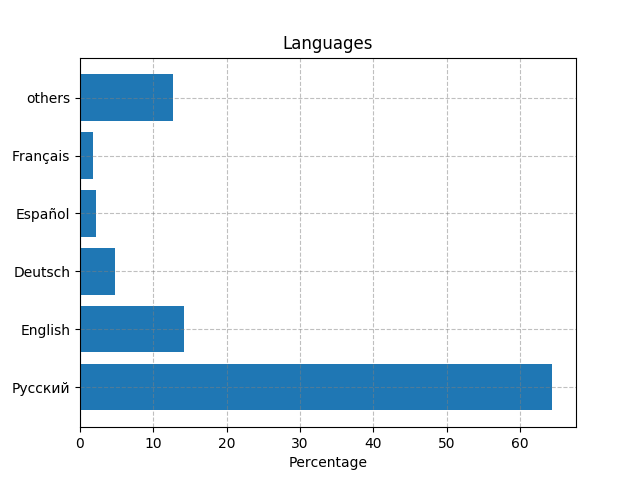 Languages
others
Français
Español
Deutsch
English
Русский
0 10 20 30 40 50 60
Percentage